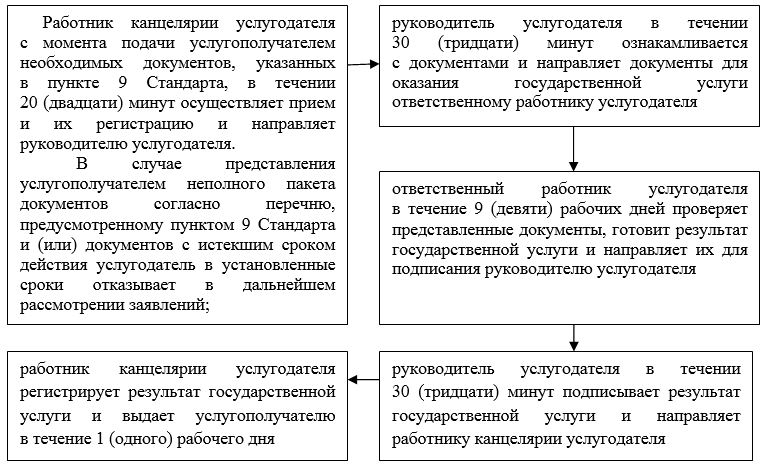 Работник канцелярии услугодателя
с момента подачи услугополучателем
необходимых документов, указанных
в пункте 9 Стандарта, в течении
20 (двадцати) минут осуществляет прием
и их регистрацию и направляет
руководителю услугодателя.
В случае представления
услугополучателем неполного пакета
документов согласно перечню,
предусмотренному пунктом 9 Стандарта
и (или) документов с истекшим сроком
действия услугодатель в установленные
сроки отказывает в дальнейшем
рассмотрении заявлений;
руководитель услугодателя в течении
30 (тридцати) минут ознакамливается
с документами и направляет документы для
оказания государственной услуги
ответственному работнику услугодателя
ответственный работник услугодателя
в течение 9 (девяти) рабочих дней проверяет
представленные документы, готовит результат
государственной услуги и направляет их для
подписания руководителю услугодателя
руководитель услугодателя в течении
30 (тридцати) минут подписывает результат
государственной услуги и направляет
работнику канцелярии услугодателя
работник канцелярии услугодателя
регистрирует результат государственной
услуги и выдает услугополучателю
в течение 1 (одного) рабочего дня